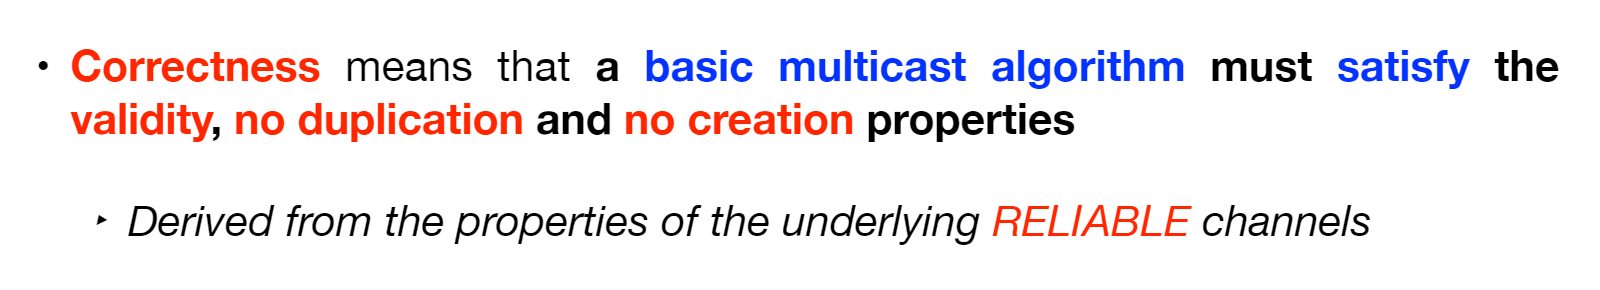 • Correctness means that a basic multicast algorithm must satisfy the
validity, no duplication and no creation properties
‣ Derived from the properties of the underlying RELIABLE channels